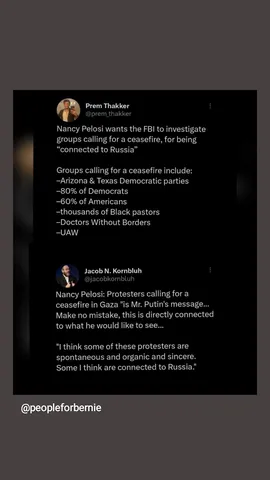 Prem Thakker
@prem_thakker
Nancy Pelosi wants the FBI to investigate
groups calling for a ceasefire, for being
"connected to Russia"
Groups calling for a ceasefire include:
–Arizona & Texas Democratic parties
–80% of Democrats
–60% of Americans
–thousands of Black pastors
–Doctors Without Borders
–UAW
Jacob N. Kornbluh
@jacobkornbluh
Nancy Pelosi: Protesters calling for a
ceasefire in Gaza "is Mr. Putin's message...
Make no mistake, this is directly connected
to what he would like to see...
"I think some of these protesters are
spontaneous and organic and sincere.
Some I think are connected to Russia."
@peopleforbernie